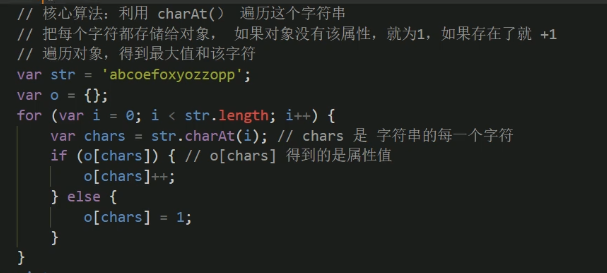 // 核心算法：利用 charAt() 遍历这个字符串
// 把每个字符都存储给对象， 如果对象没有该属性，就为1，如果存在了就 +1
// 遍历对象，得到最大值和该字符
var str = 'abcoefoxyozzopp';
var o = {};
for (var i = 0; i < str.length; i++) {
    var chars = str.charAt(i); // chars 是 字符串的每一个字符
    if (o[chars]) { // o[chars] 得到的是属性值
        o[chars]++;
    } else {
        o[chars] = 1;
    }
}